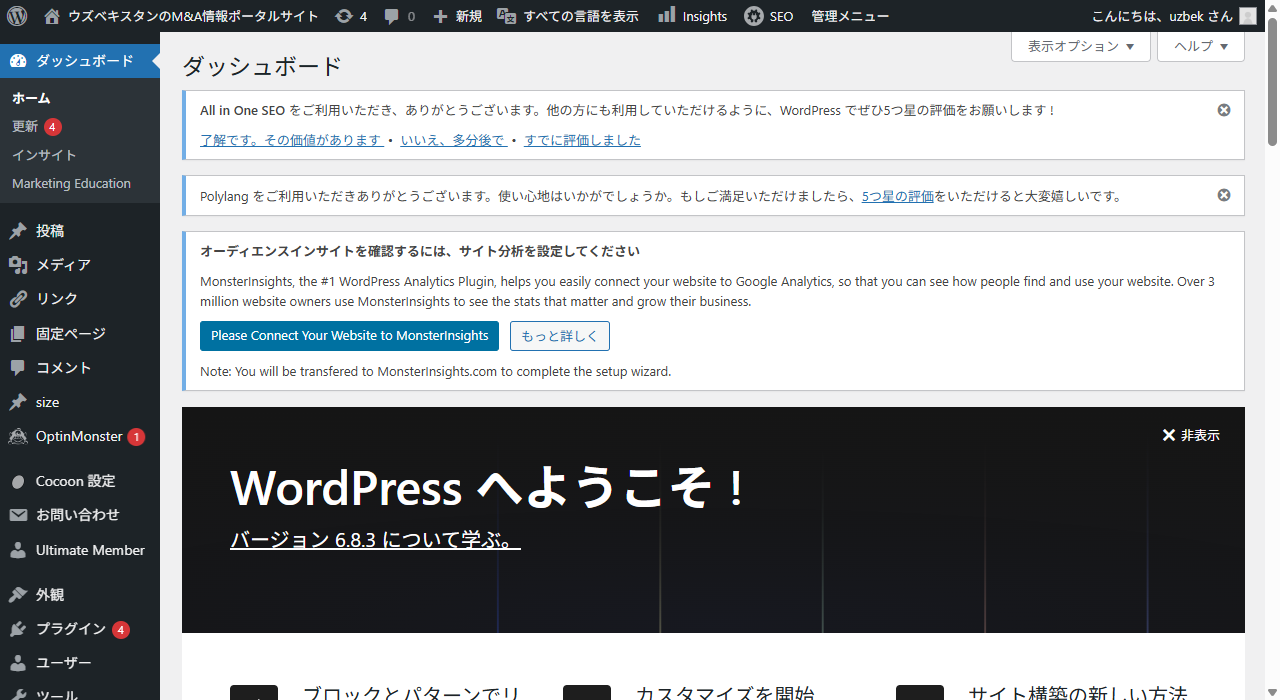 ウズベキスタンのM&A情報ポータルサイト 4 0 新規 すべての言語を表示 Insights SEO 管理メニュー こんにちは、uzbek さん
表示オプション ▼ ヘルプ ▼
ダッシュボード
ホーム
更新 4
インサイト
Marketing Education
投稿
メディア
リンク
固定ページ
コメント
size
OptinMonster 1
Cocoon 設定
お問い合わせ
Ultimate Member
外観
プラグイン 4
ユーザー
ツール
ダッシュボード
All in One SEO をご利用いただき、ありがとうございます。他の方にも利用していただけるように、WordPress でぜひ5つ星の評価をお願いします !
了解です。その価値があります • いいえ、多分後で • すでに評価しました
Polylang をご利用いただきありがとうございます。使い心地はいかがでしょうか。もしご満足いただけましたら、5つ星の評価をいただけると大変嬉しいです。
オーディエンスインサイトを確認するには、サイト分析を設定してください
MonsterInsights, the #1 WordPress Analytics Plugin, helps you easily connect your website to Google Analytics, so that you can see how people find and use your website. Over 3
million website owners use MonsterInsights to see the stats that matter and grow their business.
Please Connect Your Website to MonsterInsights もっと詳しく
Note: You will be transfered to MonsterInsights.com to complete the setup wizard.
非表示
WordPress へようこそ !
バージョン 6.8.3 について学ぶ。
ブロックとパターンでリ カスタマイズを開始 サイト構築の新しい方法